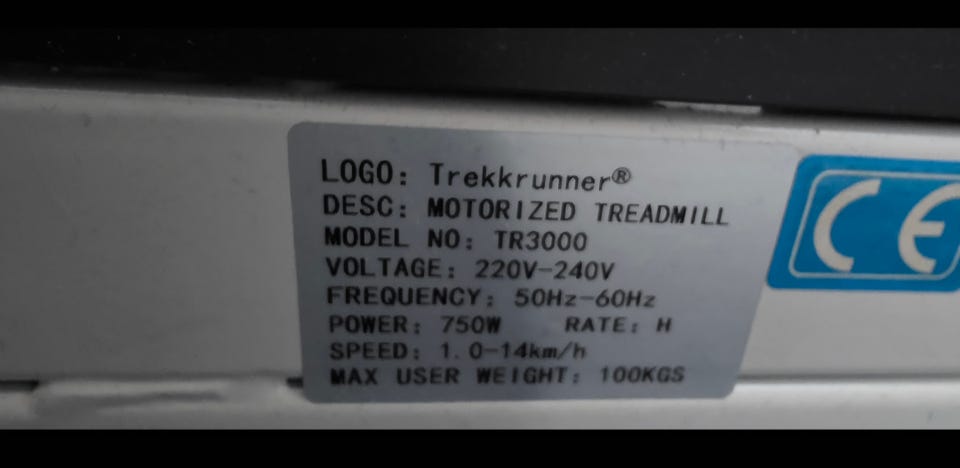 LOGO: Trekkrunner®
DESC: MOTORIZED TREADMILL
MODEL NO: TR3000
VOLTAGE: 220V-240V
FREQUENCY: 50Hz-60Hz
POWER: 750W RATE: H
SPEED: 1.0-14km/h
MAX USER WEIGHT: 100KGS
CE